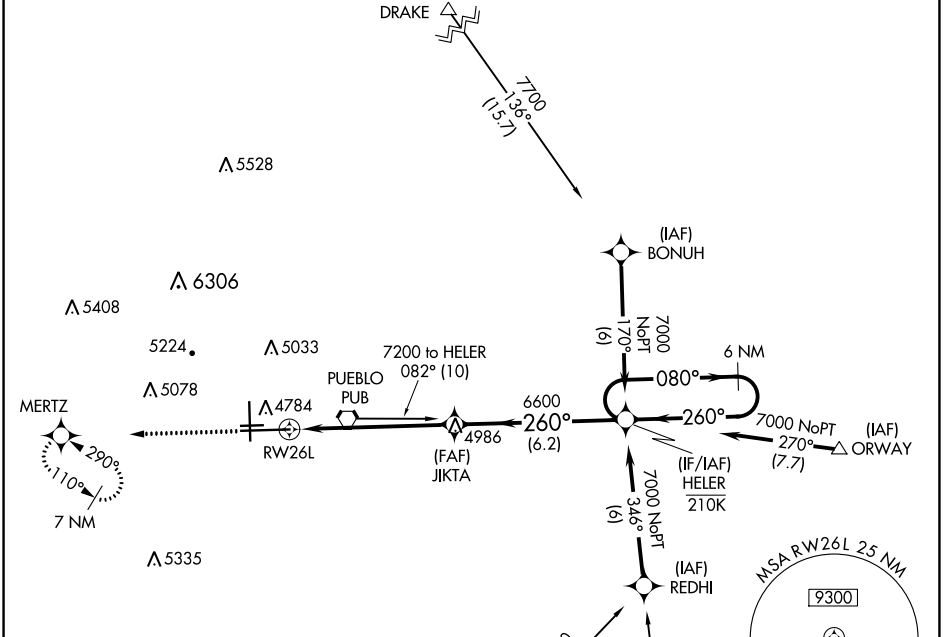 DRAKE
7700
136°
(15.7)
5528
(IAF)
BONUH
6306
5408
7000
NoPT
170°
(6)
5224
5033
7200 to HELER
082° (10)
6 NM
080°
5078
PUEBLO
PUB
MERTZ
4784
6600
260°
(6.2)
260°
7000 NoPT
270°
(7.7)
(IAF)
ORWAY
4986
RW26L
(FAF)
JIKTA
290°
110°
7 NM
(IF/IAF)
HELER
210K
7000 NoPT
346°
(6)
5335
(IAF)
REDHI
MSA RW26L 25 NM
9300